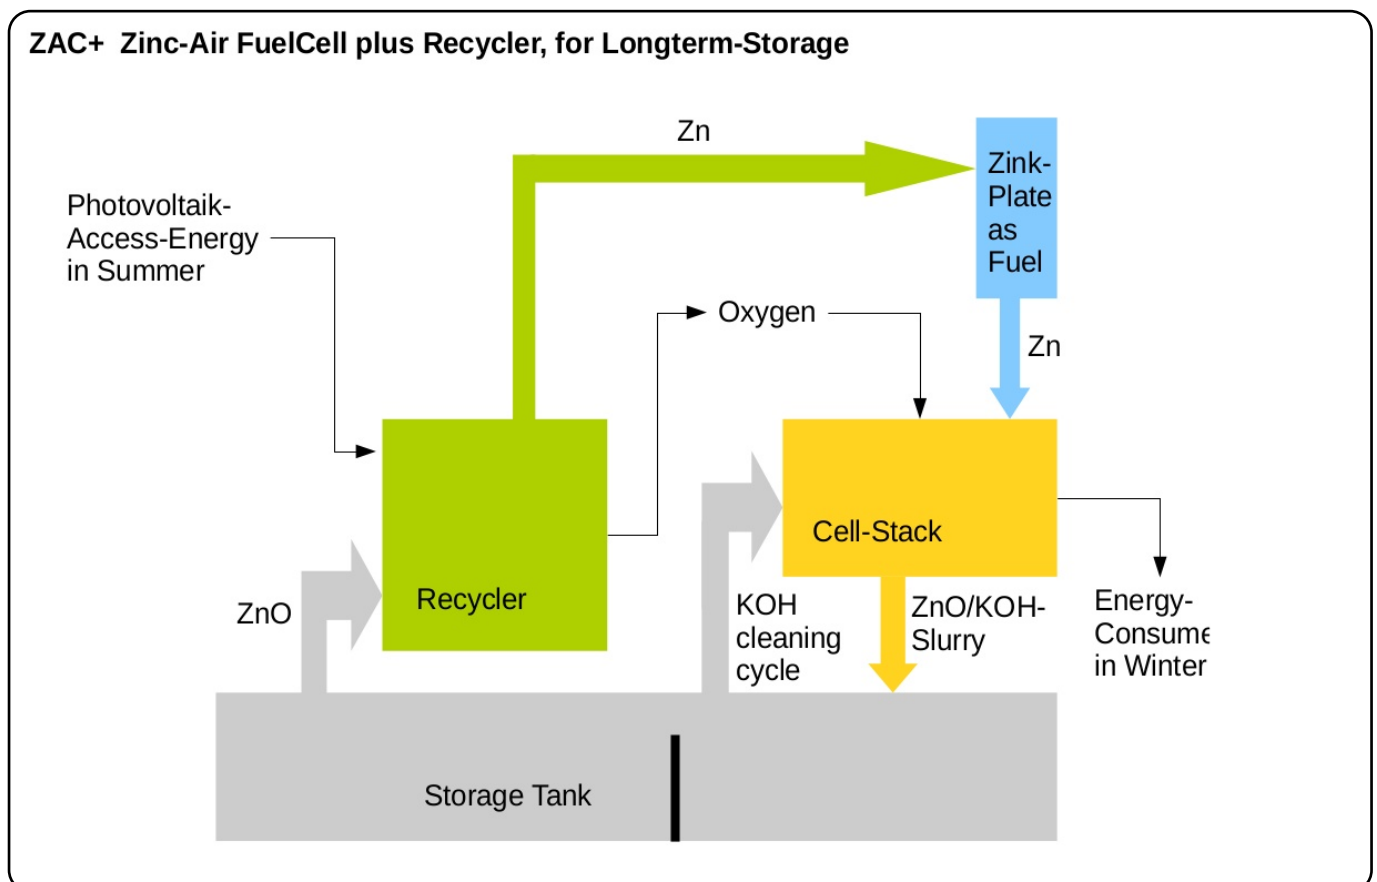 ZAC+  Zinc-Air FuelCell plus Recycler, for Longterm-Storage
Zn
Zink-
Plate
as
Fuel
Photovoltaik-
Access-Energy
in Summer
Oxygen
Zn
Cell-Stack
Recycler
ZnO
KOH
cleaning
cycle
ZnO/KOH-
Slurry
Energy-
Consume
in Winter
Storage Tank